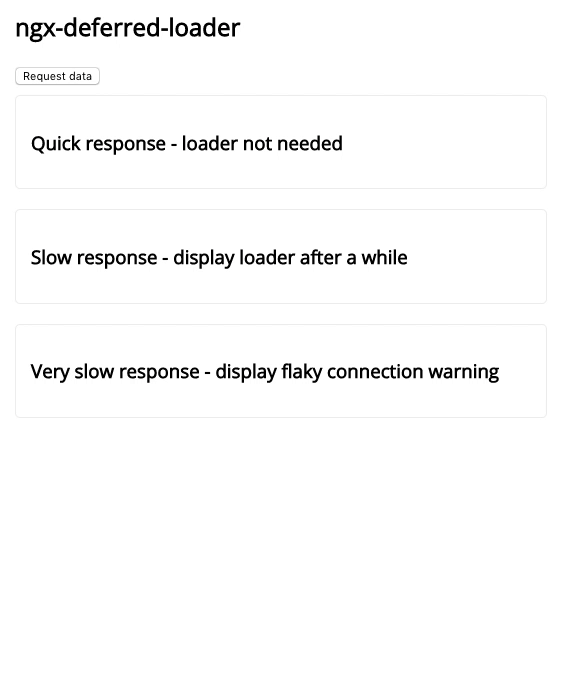 ngx-deferred-loader
Request data
Quick response - loader not needed
Slow response - display loader after a while
Very slow response - display flaky connection warning